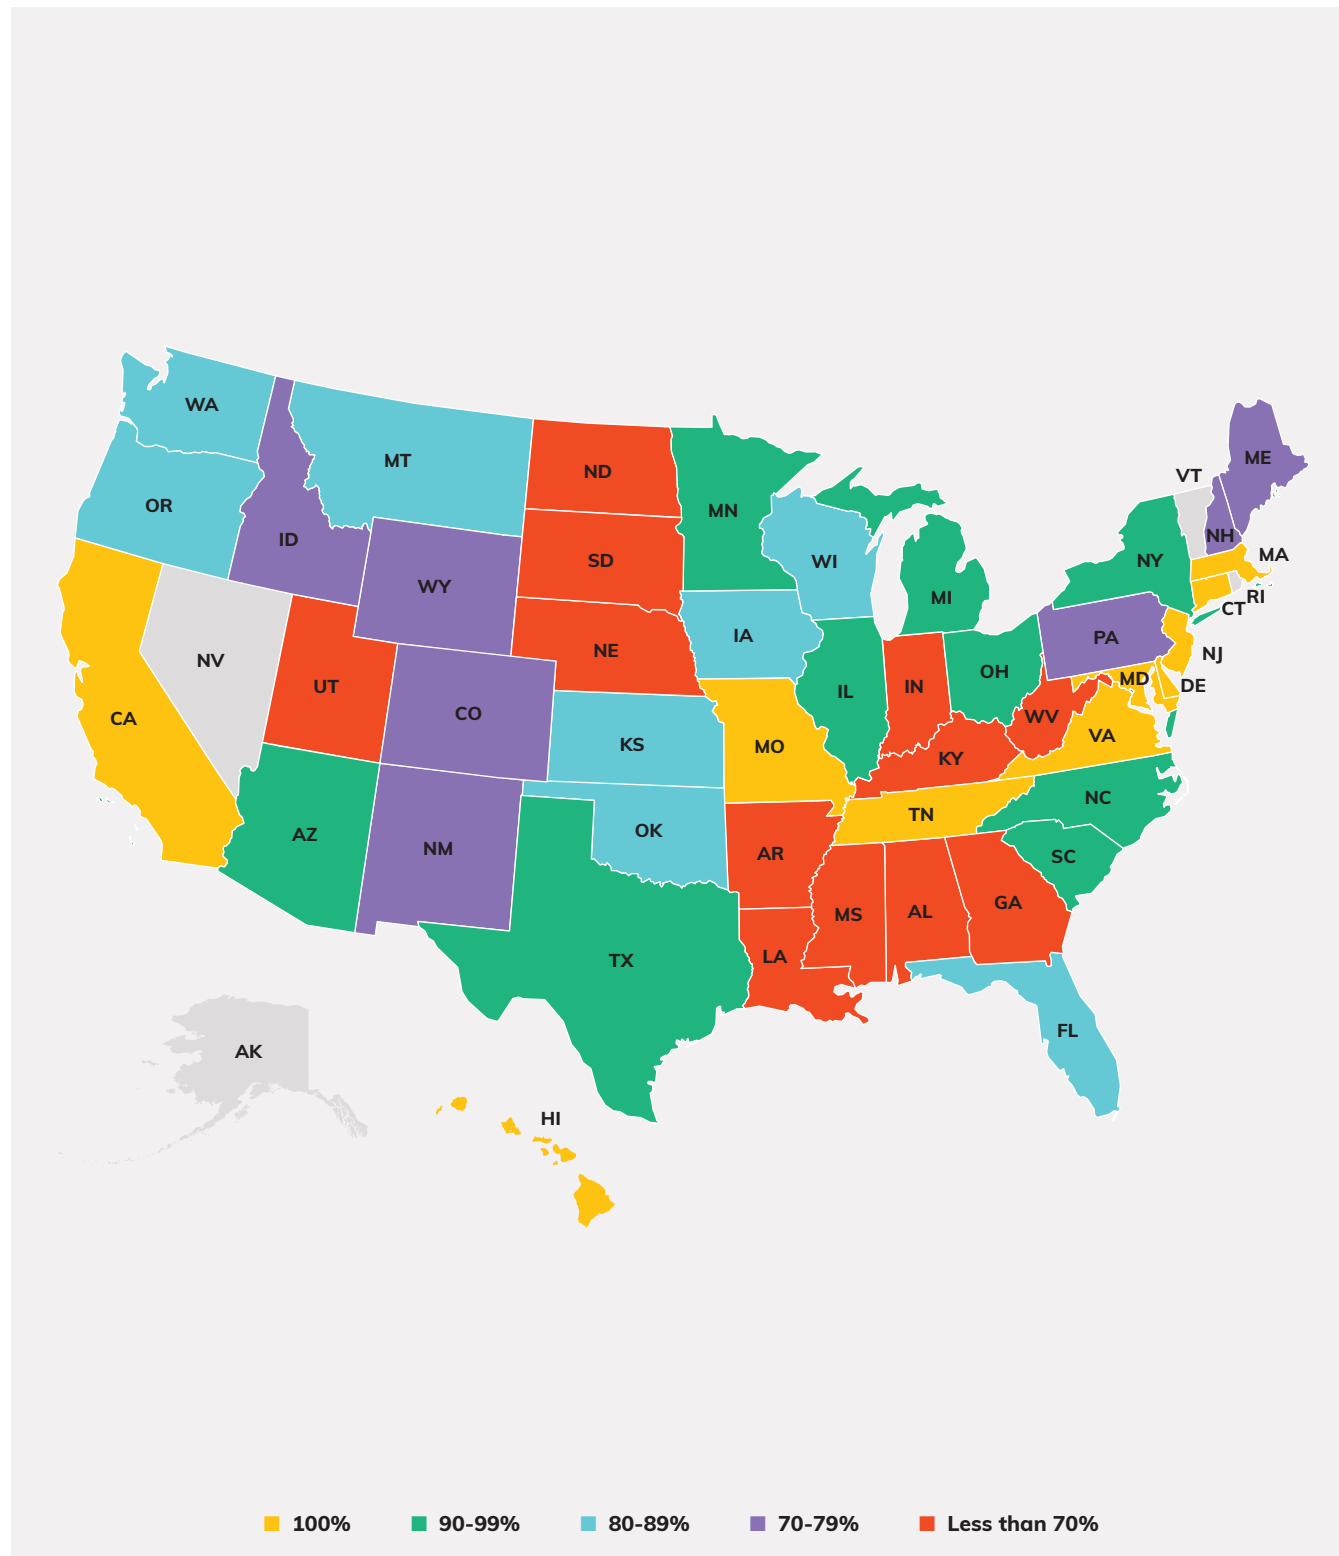 WA
MT
ND
ME
VT
OR
MN
ID
NH
MA
SD
WI
NY
WY
MI
RI
CT
IA
PA
NE
NJ
NV
OH
MD
DE
UT
IN
IL
CO
WV
CA
VA
KS
MO
KY
NC
TN
OK
AZ
NM
AR
SC
GA
MS
AL
LA
TX
FL
AK
HI
100% 90-99% 80-89% 70-79% Less than 70%